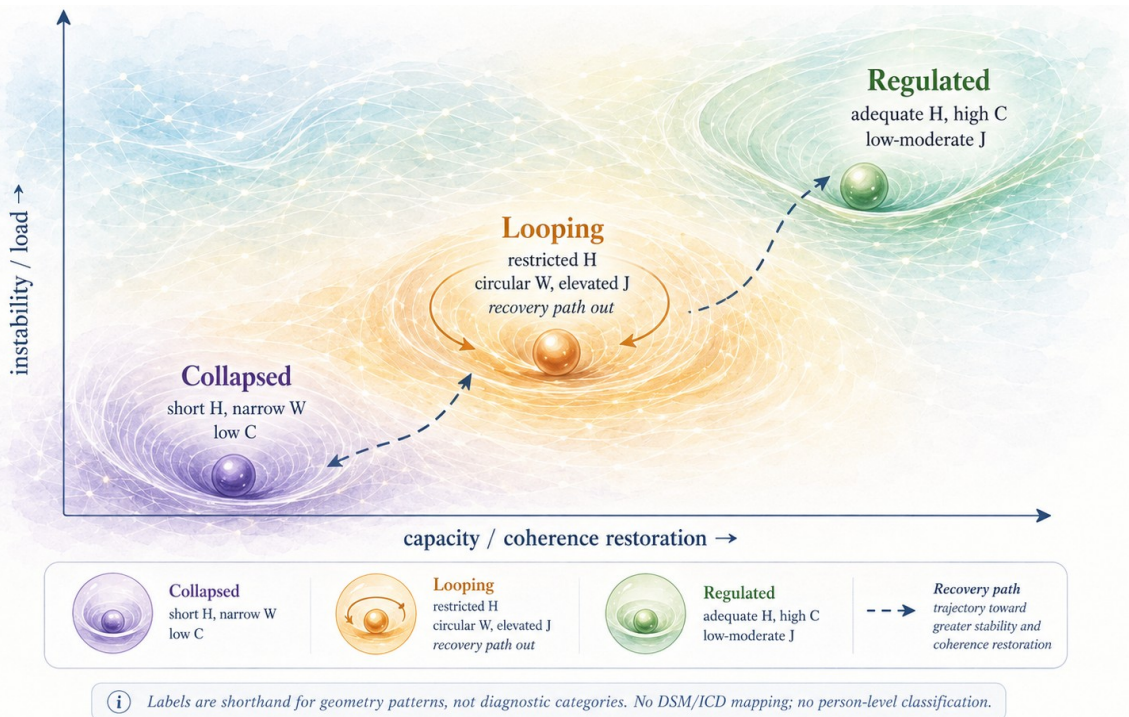 instability / load →
Regulated
adequate H, high C
low-moderate J
Looping
restricted H
circular W, elevated J
recovery path out
Collapsed
short H, narrow W
low C
capacity / coherence restoration →
Collapsed
short H, narrow W
low C
Looping
restricted H
circular W, elevated J
recovery path out
Regulated
adequate H, high C
low-moderate J
Recovery path
trajectory toward
greater stability and
coherence restoration
i Labels are shorthand for geometry patterns, not diagnostic categories. No DSM/ICD mapping; no person-level classification.